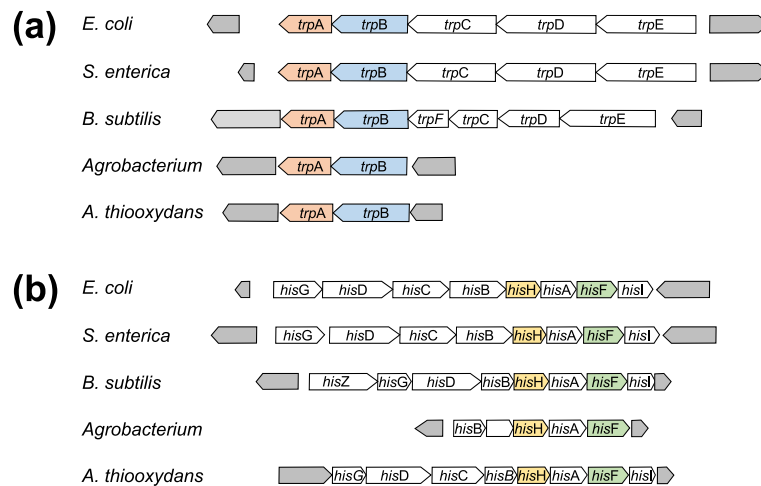 (a)
E. coli trpA trpB trpC trpD trpE
S. enterica trpA trpB trpC trpD trpE
B. subtilis trpA trpB trpF trpC trpD trpE
Agrobacterium trpA trpB
A. thiooxydans trpA trpB
(b)
E. coli hisG hisD hisC hisB hisH hisA hisF hisI
S. enterica hisG hisD hisC hisB hisH hisA hisF hisI
B. subtilis hisZ hisG hisD hisB hisH hisA hisF hisI
Agrobacterium hisB hisH hisA hisF
A. thiooxydans hisG hisD hisC hisB hisH hisA hisF hisI